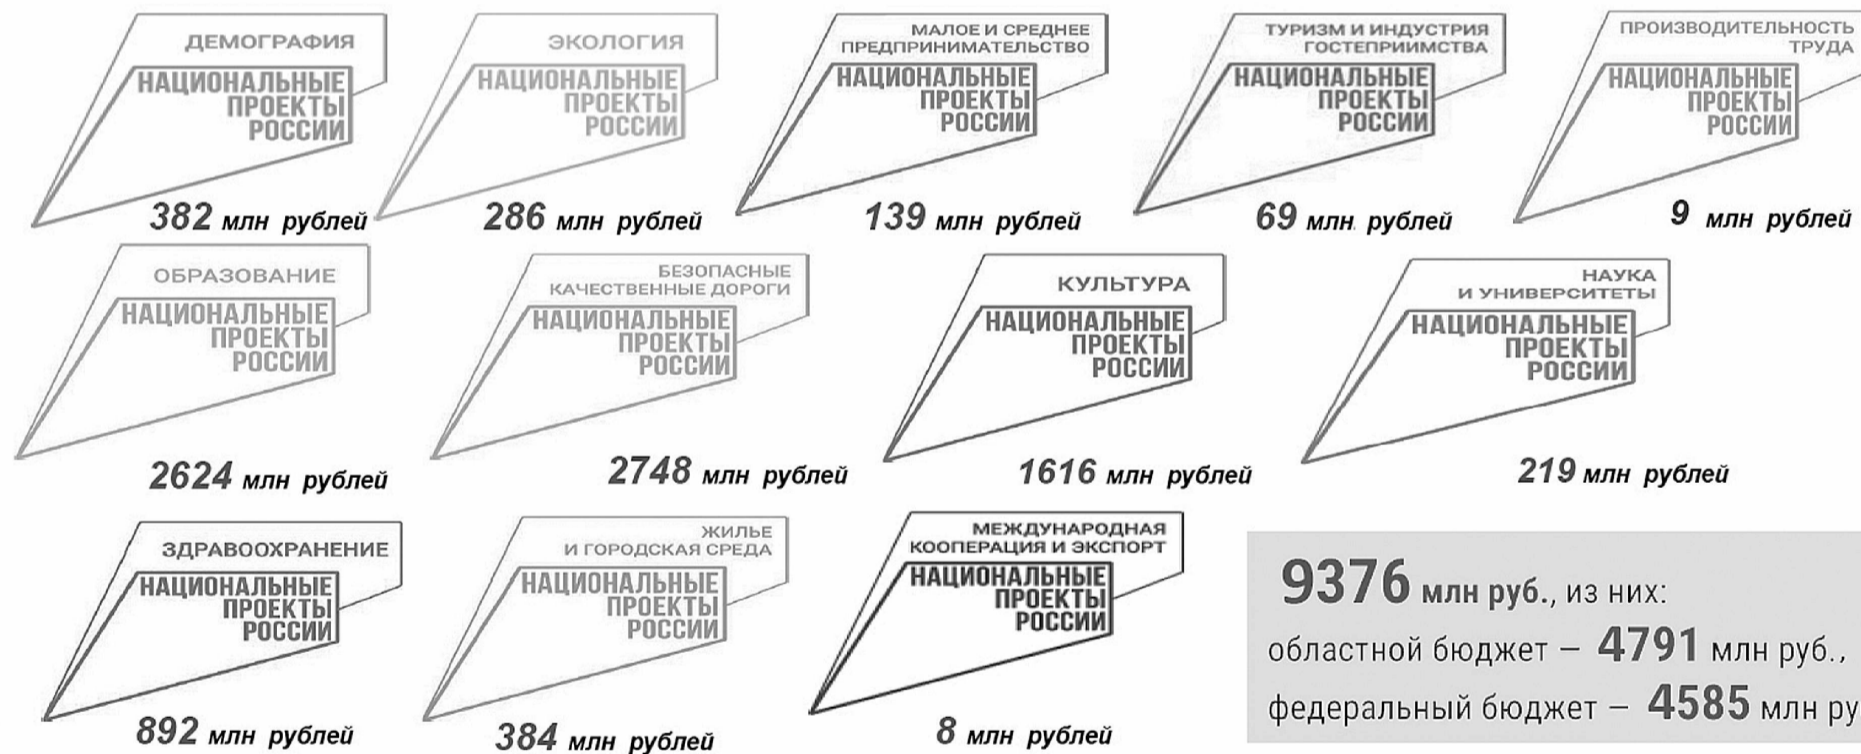 ДЕМОГРАФИЯ
НАЦИОНАЛЬНЫЕ
ПРОЕКТЫ
РОССИИ
382 млн рублей
ЭКОЛОГИЯ
НАЦИОНАЛЬНЫЕ
ПРОЕКТЫ
РОССИИ
286 млн рублей
МАЛОЕ И СРЕДНЕЕ
ПРЕДПРИНИМАТЕЛЬСТВО
НАЦИОНАЛЬНЫЕ
ПРОЕКТЫ
РОССИИ
139 млн рублей
ТУРИЗМ И ИНДУСТРИЯ
ГОСТЕПРИИМСТВА
НАЦИОНАЛЬНЫЕ
ПРОЕКТЫ
РОССИИ
69 млн рублей
ПРОИЗВОДИТЕЛЬНОСТЬ
ТРУДА
НАЦИОНАЛЬНЫЕ
ПРОЕКТЫ
РОССИИ
9 млн рублей
ОБРАЗОВАНИЕ
НАЦИОНАЛЬНЫЕ
ПРОЕКТЫ
РОССИИ
2624 млн рублей
БЕЗОПАСНЫЕ
КАЧЕСТВЕННЫЕ ДОРОГИ
НАЦИОНАЛЬНЫЕ
ПРОЕКТЫ
РОССИИ
2748 млн рублей
КУЛЬТУРА
НАЦИОНАЛЬНЫЕ
ПРОЕКТЫ
РОССИИ
1616 млн рублей
НАУКА
И УНИВЕРСИТЕТЫ
НАЦИОНАЛЬНЫЕ
ПРОЕКТЫ
РОССИИ
219 млн рублей
ЗДРАВООХРАНЕНИЕ
НАЦИОНАЛЬНЫЕ
ПРОЕКТЫ
РОССИИ
892 млн рублей
ЖИЛЬЕ
И ГОРОДСКАЯ СРЕДА
НАЦИОНАЛЬНЫЕ
ПРОЕКТЫ
РОССИИ
384 млн рублей
МЕЖДУНАРОДНАЯ
КООПЕРАЦИЯ И ЭКСПОРТ
НАЦИОНАЛЬНЫЕ
ПРОЕКТЫ
РОССИИ
8 млн рублей
9376 млн руб., из них:
областной бюджет – 4791 млн руб.,
федеральный бюджет – 4585 млн ру